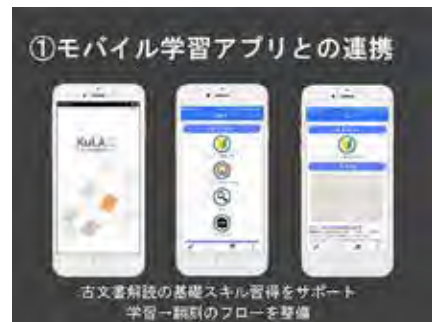 ①モバイル学習アプリとの連携
KuLA
古文書解読の基礎スキル習得をサポート
学習→翻刻のフローを整備